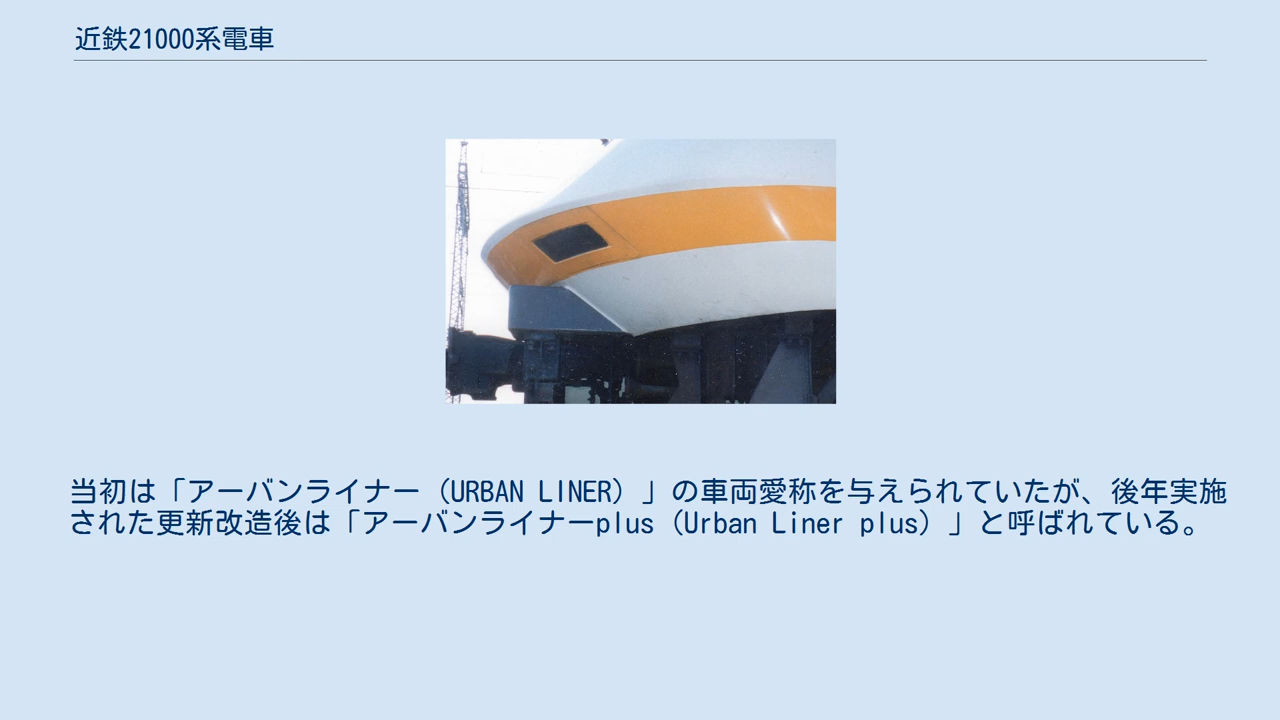 近鉄21000系電車
当初は「アーバンライナー（URBAN LINER）」の車両愛称を与えられていたが、後年実施
された更新改造後は「アーバンライナーplus（Urban Liner plus）」と呼ばれている。